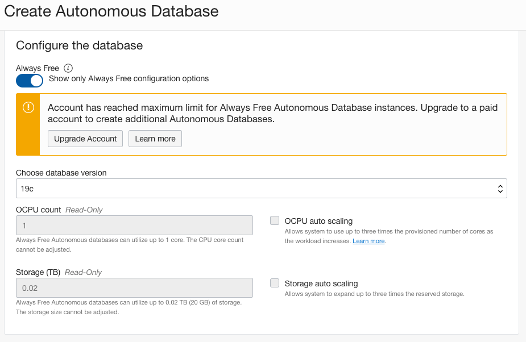 Create Autonomous Database
Configure the database
Always Free
Show only Always Free configuration options
Account has reached maximum limit for Always Free Autonomous Database instances. Upgrade to a paid
account to create additional Autonomous Databases.
Upgrade Account
Learn more
Choose database version
19c
OCPU count Read-Only
1
Always Free Autonomous databases can utilize up to 1 core. The CPU core count
cannot be adjusted.
OCPU auto scaling
Allows system to use up to three times the provisioned number of cores as
the workload increases. Learn more
Storage (TB) Read-Only
0.02
Always Free Autonomous databases can utilize up to 0.02 TB (20 GB) of storage.
The storage size cannot be adjusted.
Storage auto scaling
Allows system to expand up to three times the reserved storage.